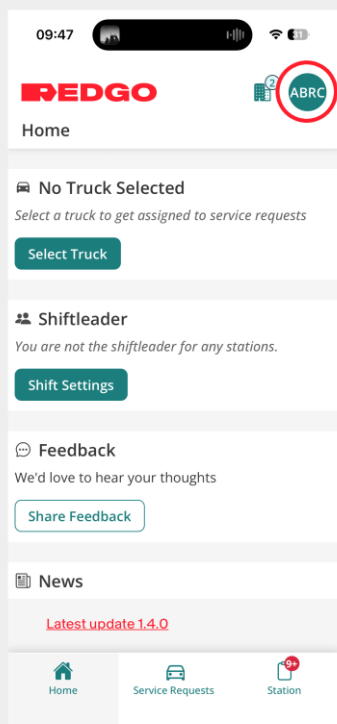 09:47
31
REDGO
2
ABRC
Home
No Truck Selected
Select a truck to get assigned to service requests
Select Truck
Shiftleader
You are not the shiftleader for any stations.
Shift Settings
Feedback
We'd love to hear your thoughts
Share Feedback
News
Latest update 1.4.0
9+
Home
Service Requests
Station